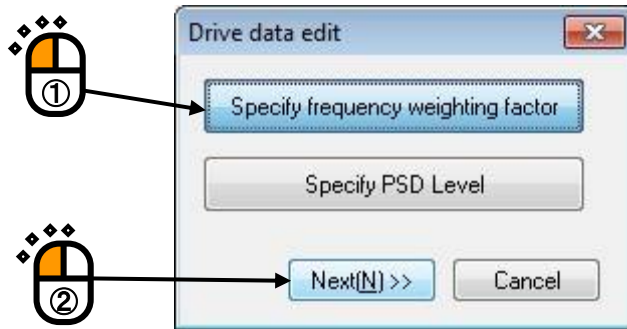 Drive data edit
①
Specify frequency weighting factor
Specify PSD Level
②
Next(N) >>
Cancel